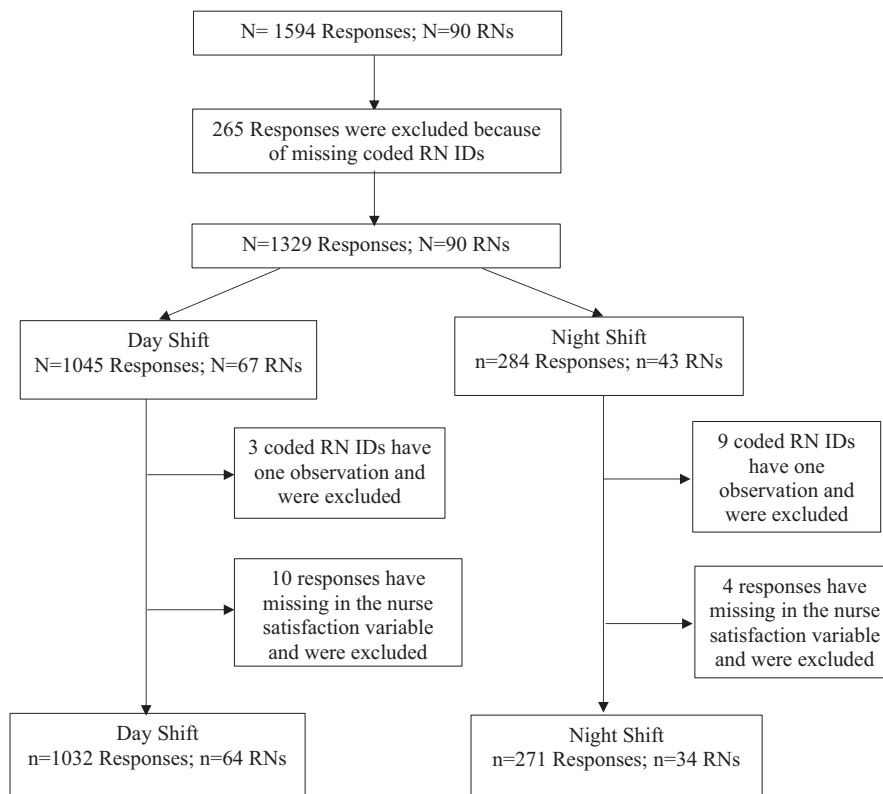 N= 1594 Responses; N=90 RNs
265 Responses were excluded because
of missing coded RN IDs
N=1329 Responses; N=90 RNs
Day Shift
N=1045 Responses; N=67 RNs
Night Shift
n=284 Responses; n=43 RNs
3 coded RN IDs have
one observation and
were excluded
9 coded RN IDs
have one
observation and
were excluded
10 responses have
missing in the nurse
satisfaction variable
and were excluded
4 responses have
missing in the nurse
satisfaction variable
and were excluded
Day Shift
n=1032 Responses; n=64 RNs
Night Shift
n=271 Responses; n=34 RNs